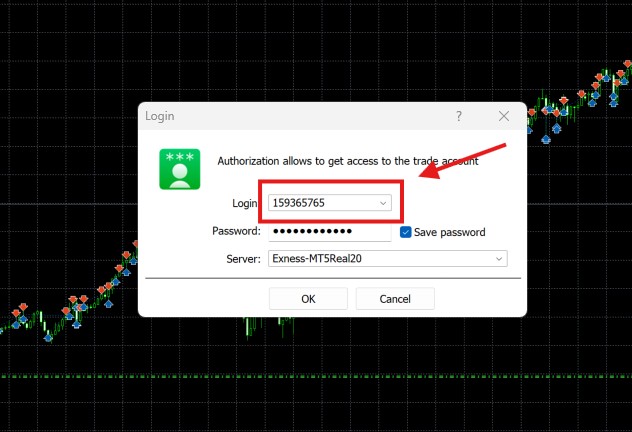 Login
Authorization allows to get access to the trade account
Login
159365765
Password: ●●●●●●●●●●●● Save password
Server: Exness-MT5Real20
OK Cancel